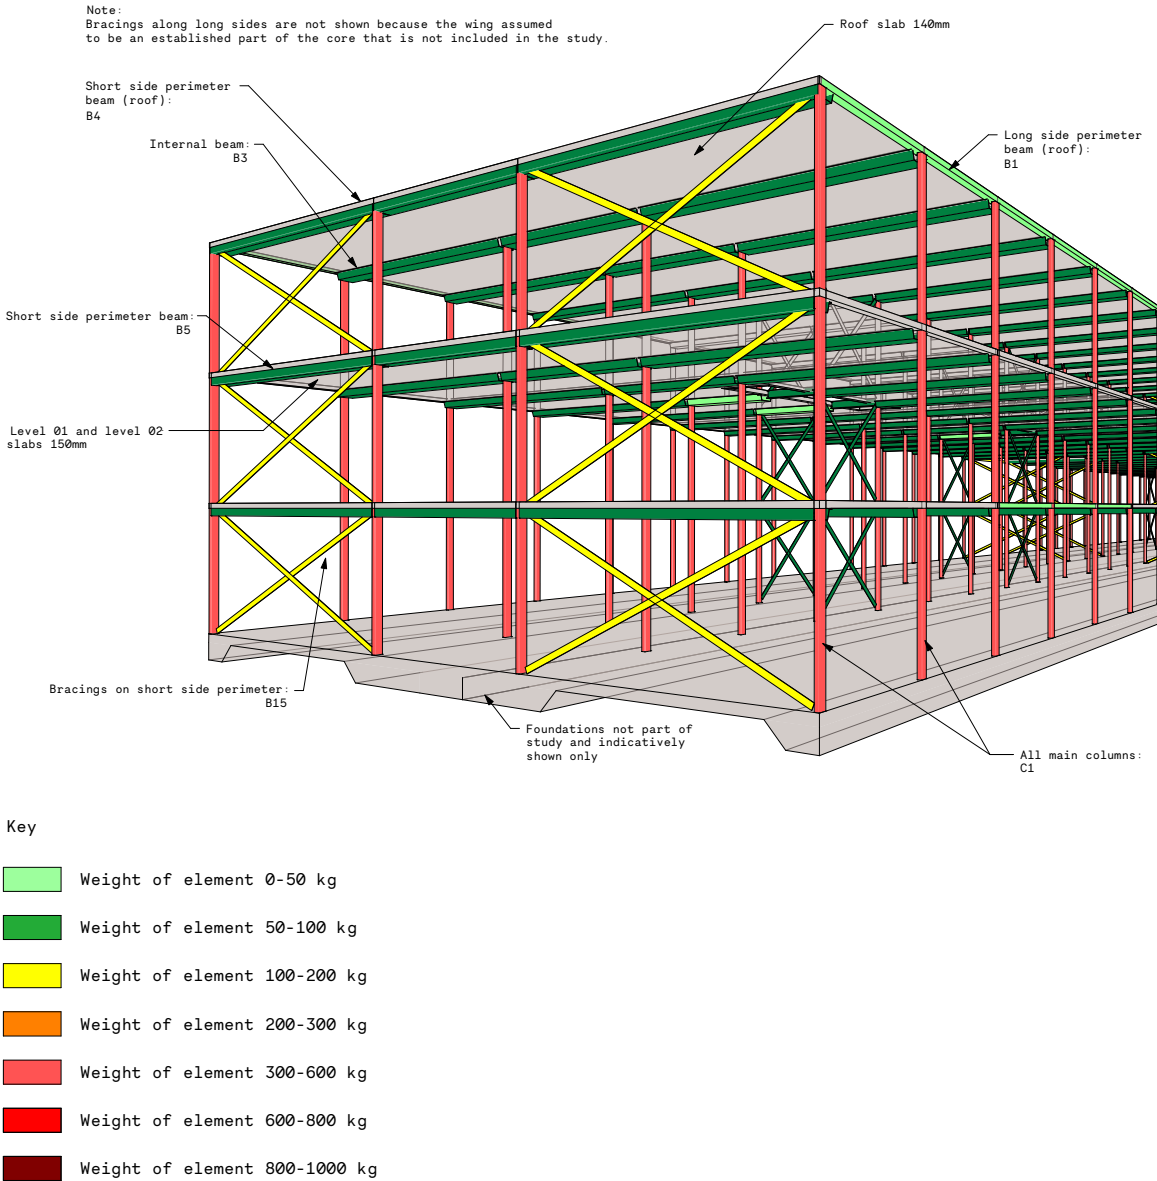 Note:
Bracings along long sides are not shown because the wing assumed
to be an established part of the core that is not included in the study.
Roof slab 140mm
Short side perimeter
beam (roof):
B4
Internal beam:
B3
Long side perimeter
beam (roof):
B1
Short side perimeter beam:
B5
Level 01 and level 02
slabs 150mm
Bracings on short side perimeter:
B15
Foundations not part of
study and indicatively
shown only
All main columns:
C1
Key
Weight of element 0-50 kg
Weight of element 50-100 kg
Weight of element 100-200 kg
Weight of element 200-300 kg
Weight of element 300-600 kg
Weight of element 600-800 kg
Weight of element 800-1000 kg